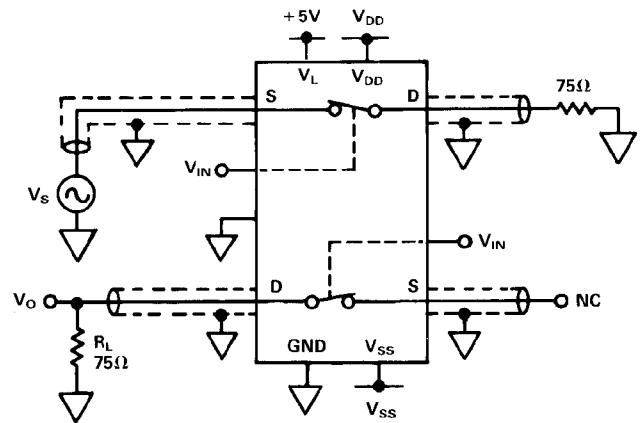 +5V V_DD
V_L V_DD
S D
75Ω
V_IN
V_S
V_IN
V_O D S NC
R_L
75Ω
GND V_SS
V_SS